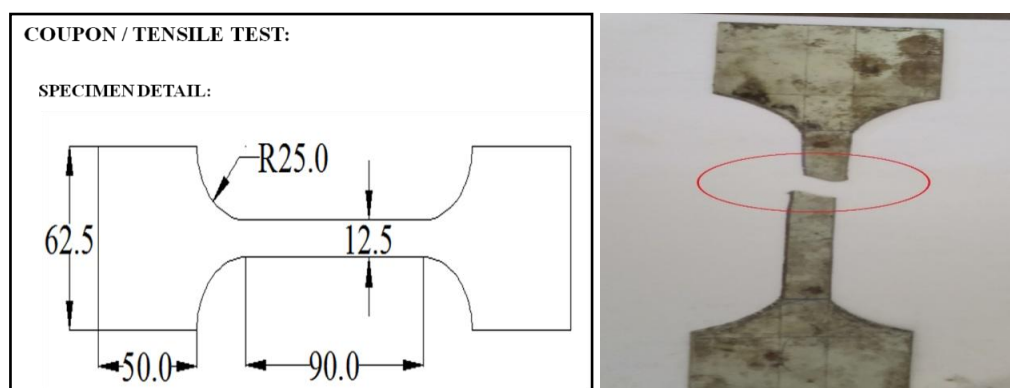 COUPON / TENSILE TEST:
SPECIMEN DETAIL:
R25.0
62.5
12.5
50.0
90.0